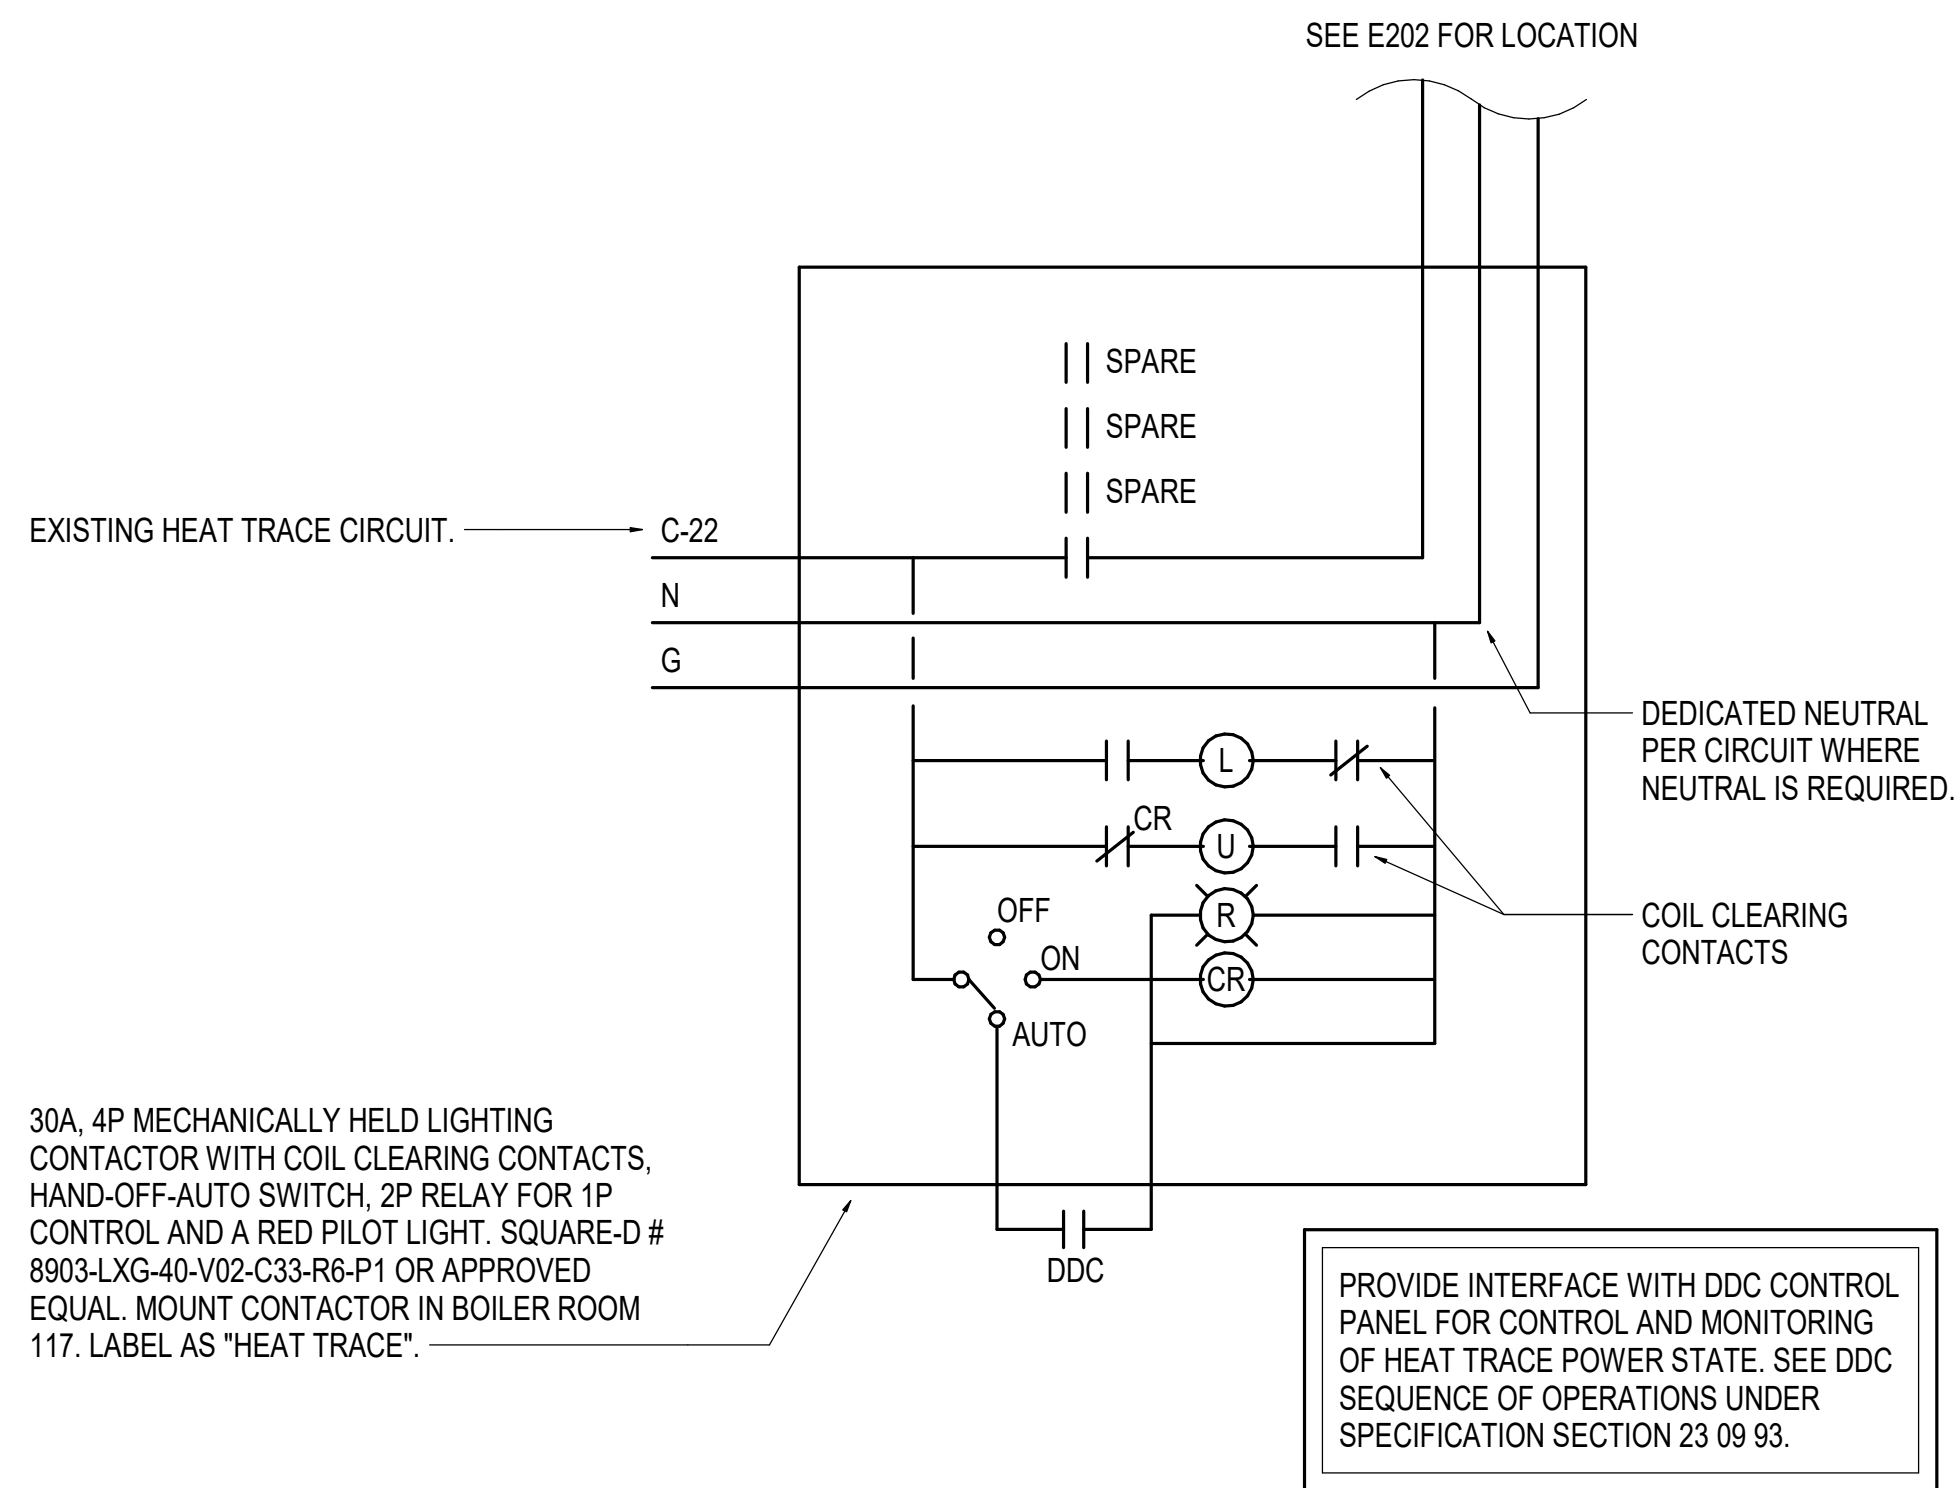 SEE E202 FOR LOCATION
SPARE
SPARE
SPARE
EXISTING HEAT TRACE CIRCUIT.
C-22
N
G
DEDICATED NEUTRAL
PER CIRCUIT WHERE
NEUTRAL IS REQUIRED.
L
CR
U
COIL CLEARING
CONTACTS
OFF
R
ON
CR
AUTO
30A, 4P MECHANICALLY HELD LIGHTING
CONTACTOR WITH COIL CLEARING CONTACTS,
HAND-OFF-AUTO SWITCH, 2P RELAY FOR 1P
CONTROL AND A RED PILOT LIGHT. SQUARE-D #
8903-LXG-40-V02-C33-R6-P1 OR APPROVED
EQUAL. MOUNT CONTACTOR IN BOILER ROOM
117. LABEL AS "HEAT TRACE".
DDC
PROVIDE INTERFACE WITH DDC CONTROL
PANEL FOR CONTROL AND MONITORING
OF HEAT TRACE POWER STATE. SEE DDC
SEQUENCE OF OPERATIONS UNDER
SPECIFICATION SECTION 23 09 93.